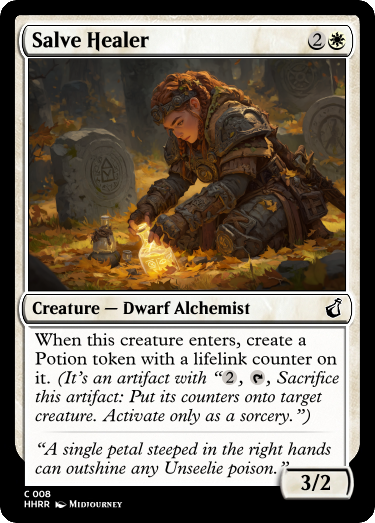 Salve Healer 2
Creature — Dwarf Alchemist
When this creature enters, create a
Potion token with a lifelink counter on
it. (It's an artifact with “2, , Sacrifice
this artifact: Put its counters onto target
creature. Activate only as a sorcery.”)
“A single petal steeped in the right hands
can outshine any Unseelie poison.”
3/2
C 008
HHRR Midjourney